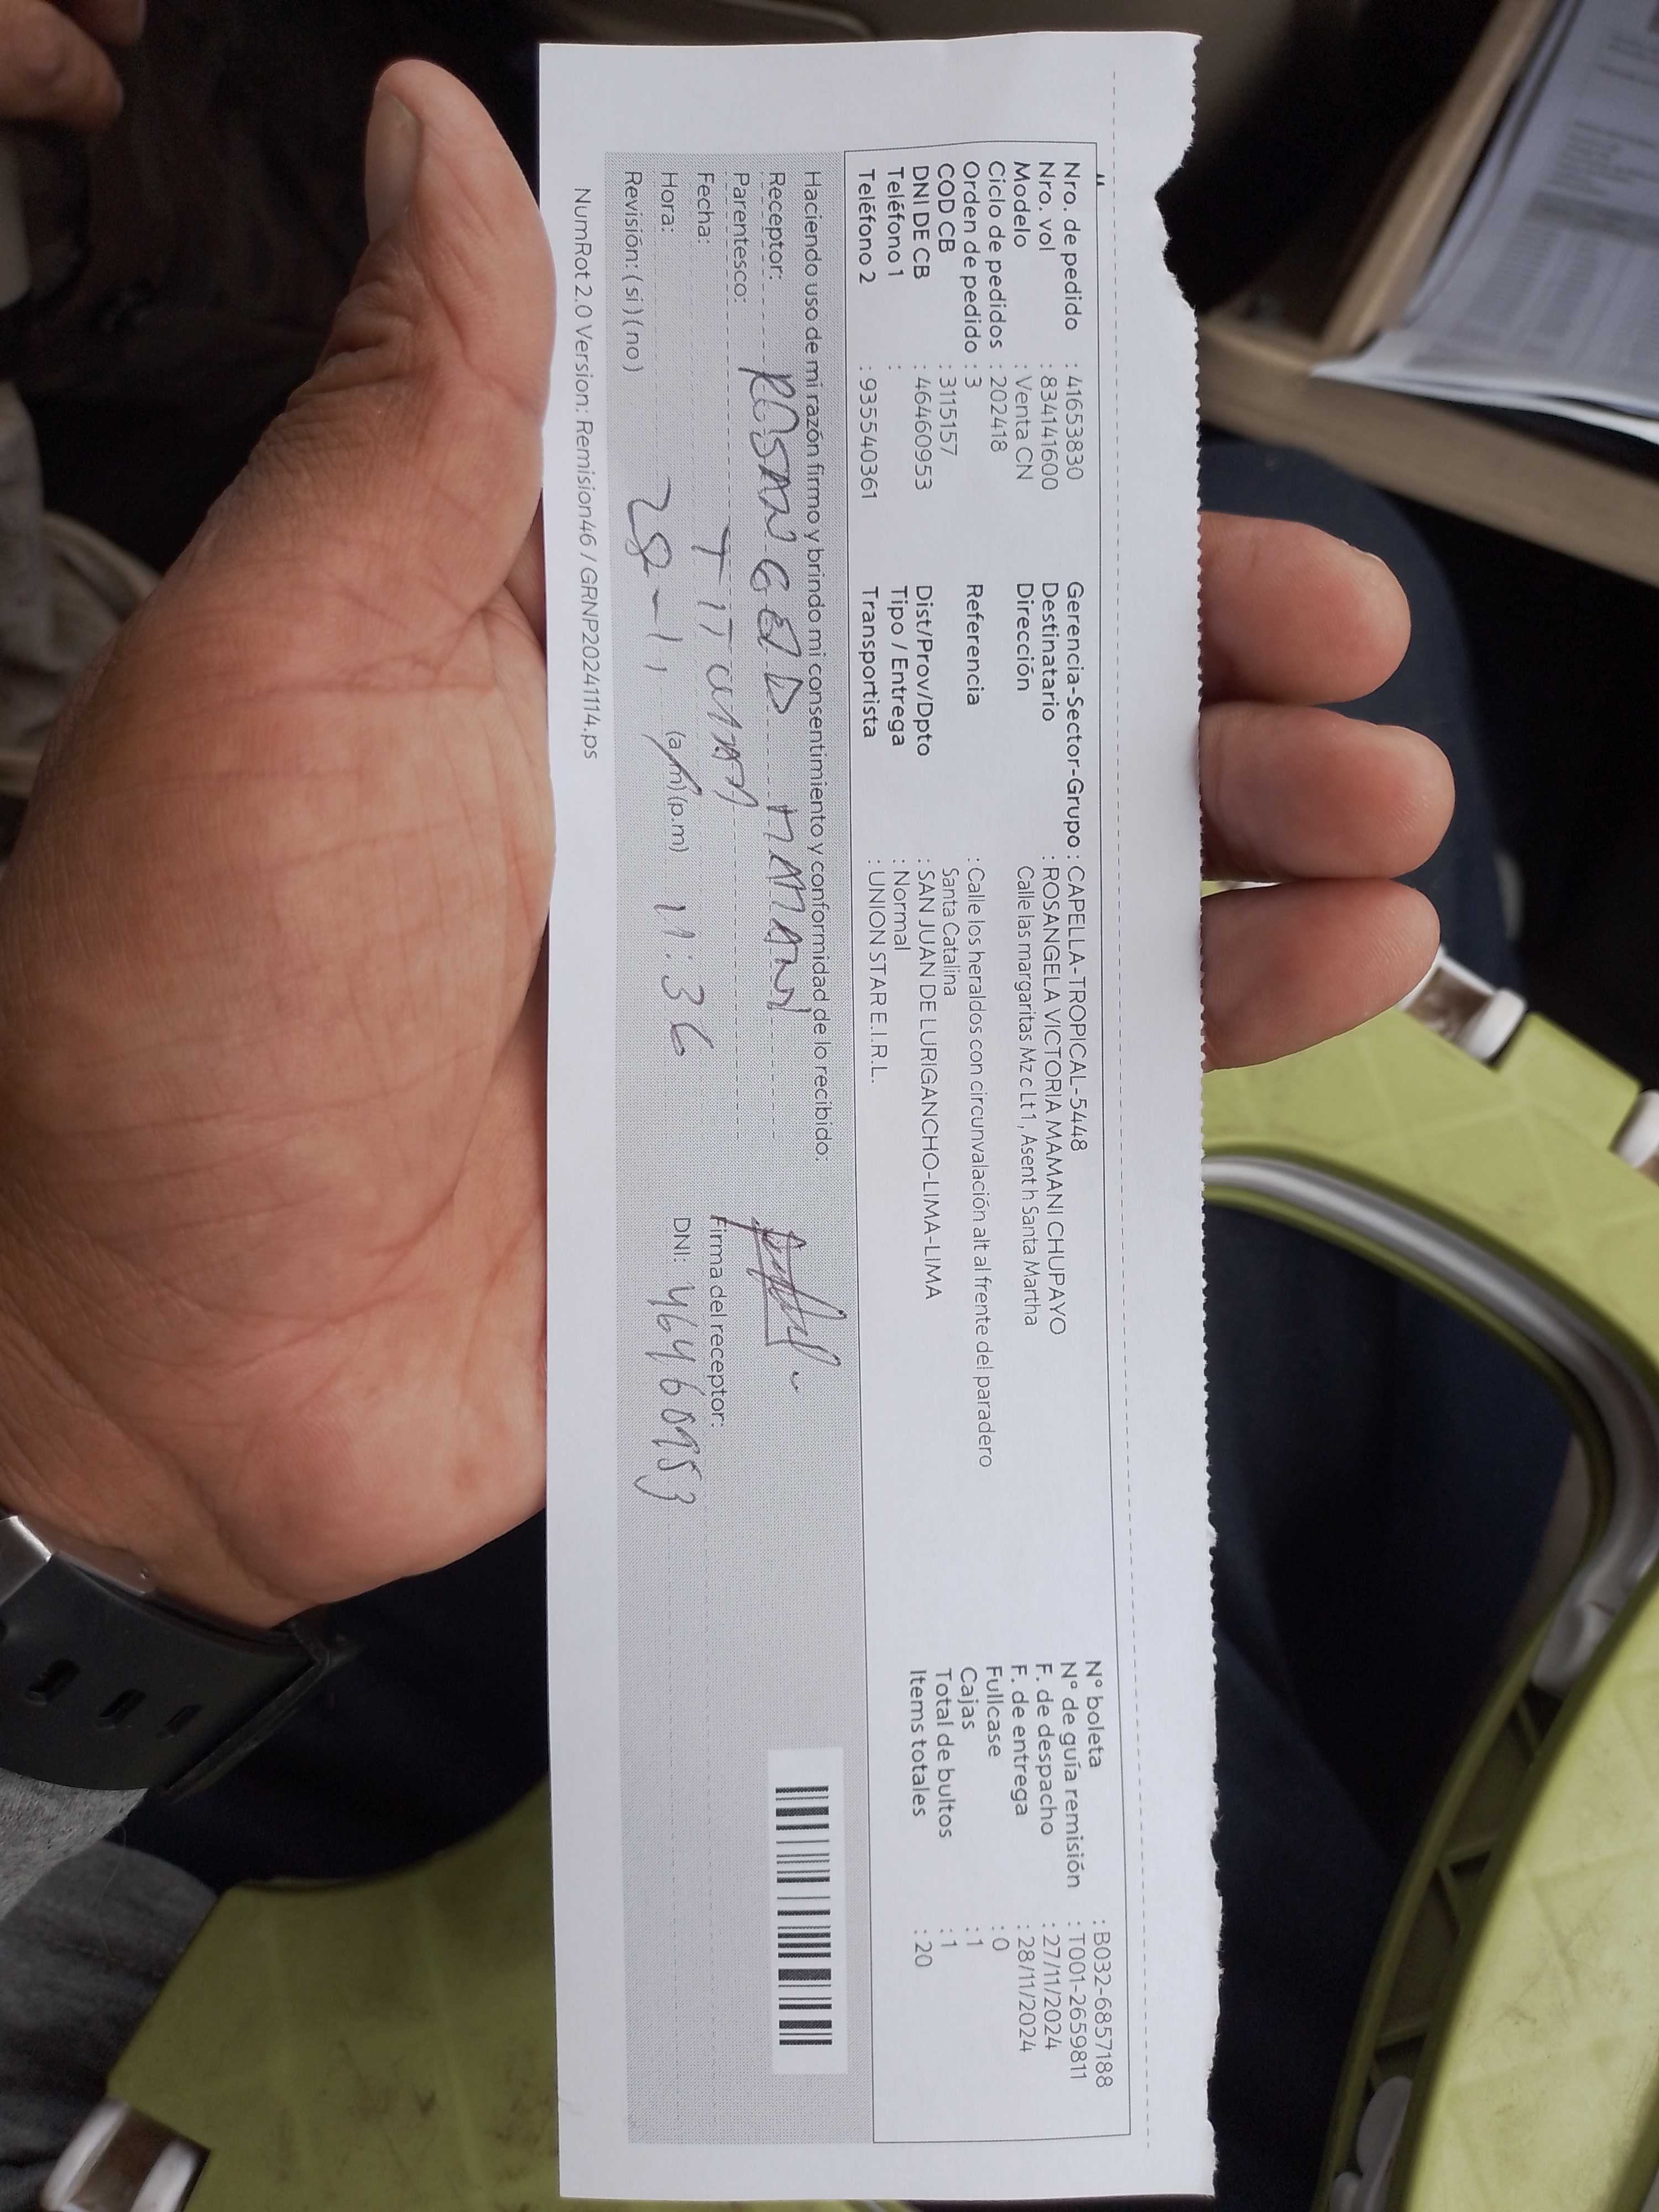 Nro. de pedido : 41653830 Gerencia-Sector-Grupo : CAPELLA-TROPICAL-5448 N° boleta : B032-6857188
Nro. vol : 834141600 Destinatario : ROSANGELA VICTORIA MAMANI CHUPAYO N° de guía remisión : T001-2659811
Modelo : Venta CN Dirección Calle las margaritas Mz c Lt 1, Asent h Santa Martha F. de despacho : 27/11/2024
Ciclo de pedidos : 202418 F. de entrega : 28/11/2024
Orden de pedido : 3 Referencia : Calle los heraldos con circunvalación alt al frente del paradero Fullcase : 0
COD CB : 3115157 Santa Catalina Cajas : 1
DNI DE CB : 46460953 Dist/Prov/Dpto : SAN JUAN DE LURIGANCHO-LIMA-LIMA Total de bultos : 1
Teléfono 1 : Tipo / Entrega : Normal Items totales : 20
Teléfono 2 : 935540361 Transportista : UNION STAR E.I.R.L.
Haciendo uso de mi razón firmo y brindo mi consentimiento y conformidad de lo recibido:
Receptor: MAMANI
Parentesco: TITULAR
Fecha: Firma del receptor:
Hora: 28-11 (a.m) (p.m) 11:36 DNI: 46460953
Revisión: (si) (no)
NumRot 2.0 Version: Remision46 / GRNP20241114.ps